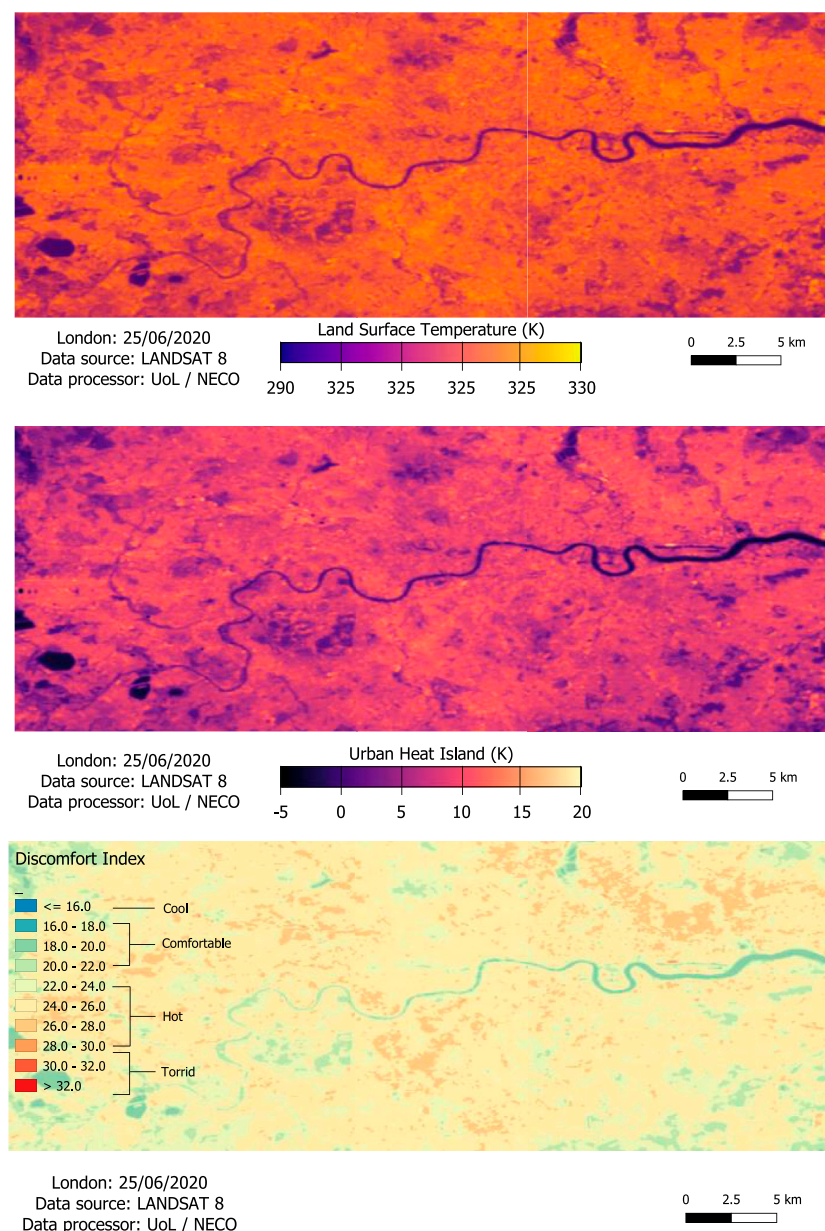 London: 25/06/2020
Data source: LANDSAT 8
Data processor: UoL / NECO
Land Surface Temperature (K)
290 325 325 325 325 330
0 2.5 5 km
London: 25/06/2020
Data source: LANDSAT 8
Data processor: UoL / NECO
Urban Heat Island (K)
-5 0 5 10 15 20
0 2.5 5 km
Discomfort Index
<= 16.0 Cool
16.0 - 18.0
18.0 - 20.0 Comfortable
20.0 - 22.0
22.0 - 24.0
24.0 - 26.0
26.0 - 28.0 Hot
28.0 - 30.0
30.0 - 32.0 Torrid
> 32.0
London: 25/06/2020
Data source: LANDSAT 8
Data processor: UoL / NECO
0 2.5 5 km